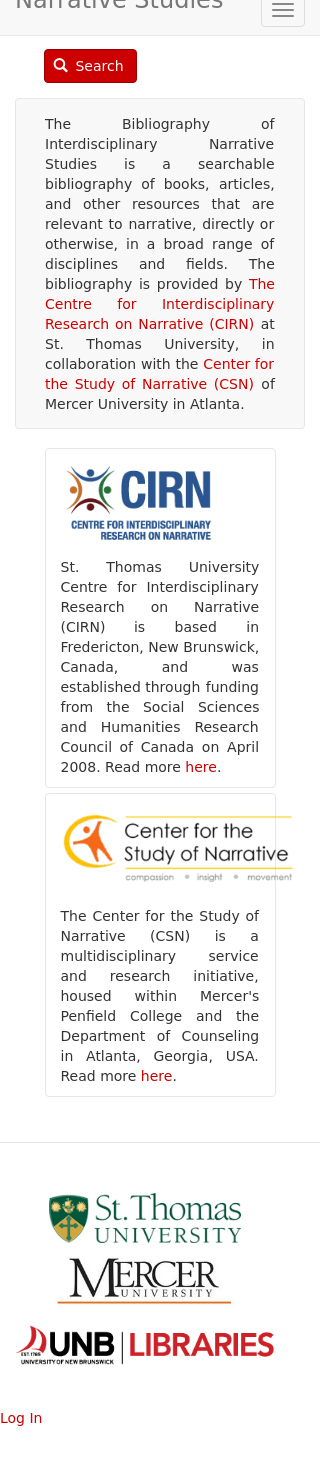 Narrative Studies
Search
The Bibliography of
Interdisciplinary Narrative
Studies is a searchable
bibliography of books, articles,
and other resources that are
relevant to narrative, directly or
otherwise, in a broad range of
disciplines and fields. The
bibliography is provided by The
Centre for Interdisciplinary
Research on Narrative (CIRN) at
St. Thomas University, in
collaboration with the Center for
the Study of Narrative (CSN) of
Mercer University in Atlanta.
CIRN
CENTRE FOR INTERDISCIPLINARY
RESEARCH ON NARRATIVE
St. Thomas University
Centre for Interdisciplinary
Research on Narrative
(CIRN) is based in
Fredericton, New Brunswick,
Canada, and was
established through funding
from the Social Sciences
and Humanities Research
Council of Canada on April
2008. Read more here.
Center for the
Study of Narrative
compassion * insight * movement
The Center for the Study of
Narrative (CSN) is a
multidisciplinary service
and research initiative,
housed within Mercer's
Penfield College and the
Department of Counseling
in Atlanta, Georgia, USA.
Read more here.
St. Thomas
UNIVERSITY
MERCER
UNIVERSITY
EST. 1785 UNB LIBRARIES
UNIVERSITY OF NEW BRUNSWICK
Log In